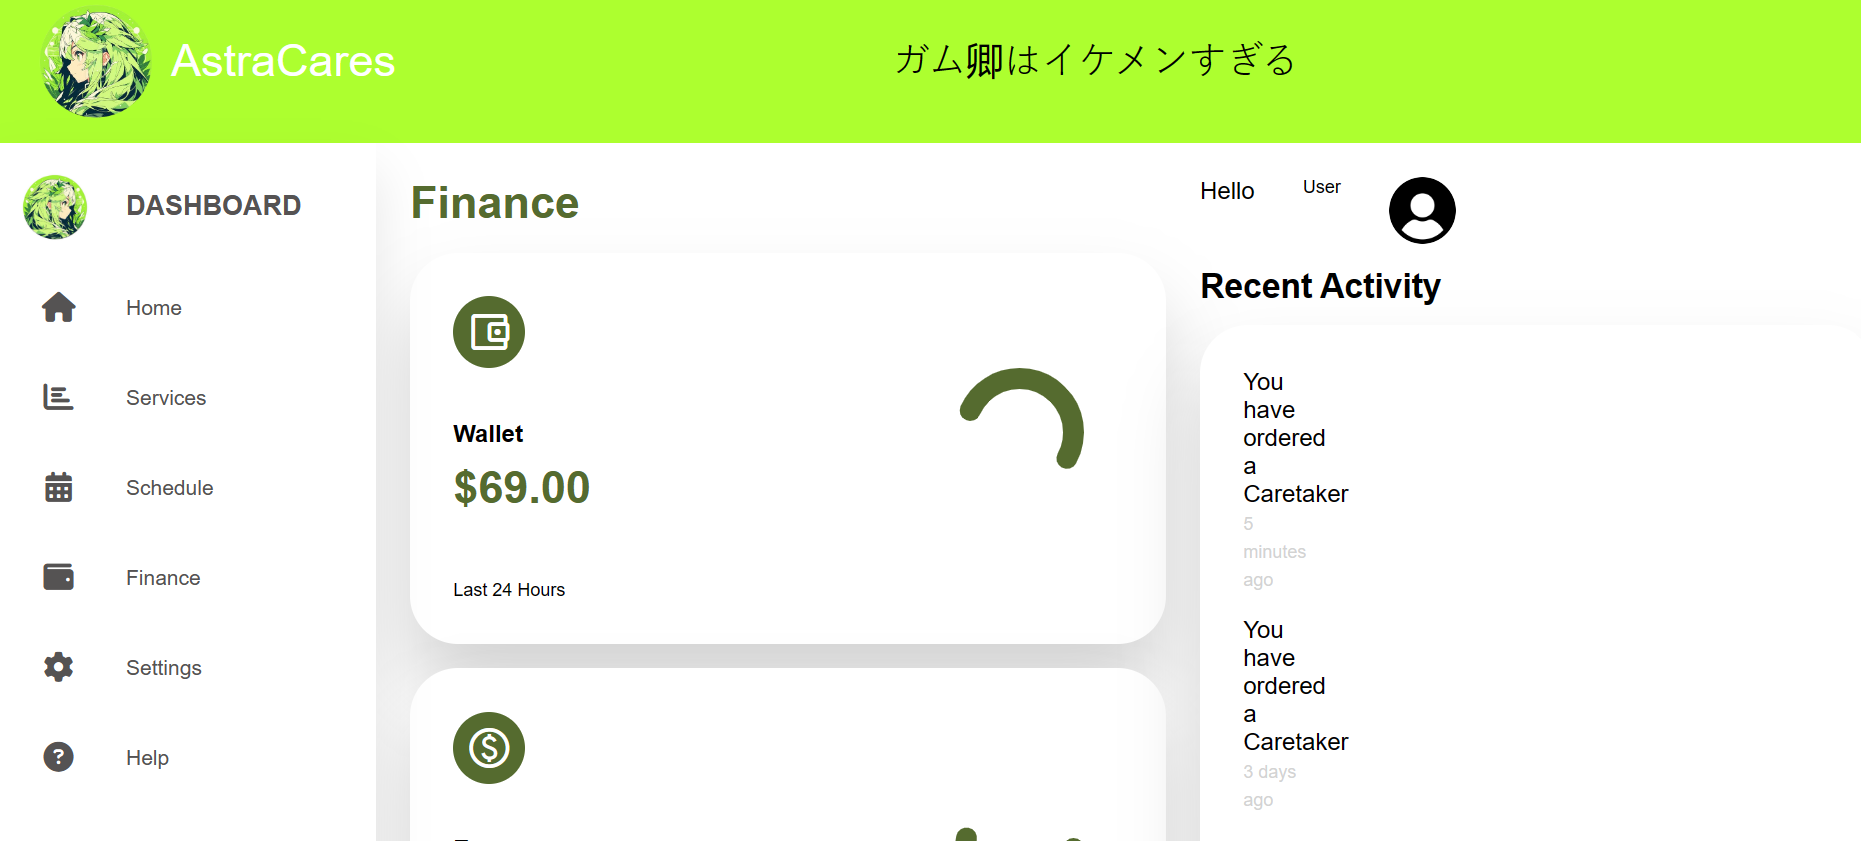 AstraCares
ガム卿はイケメンすぎる
DASHBOARD
Home
Services
Schedule
Finance
Settings
Help
Finance
Wallet
$69.00
Last 24 Hours
Hello
User
Recent Activity
You
have
ordered
a
Caretaker
5
minutes
ago
You
have
ordered
a
Caretaker
3 days
ago